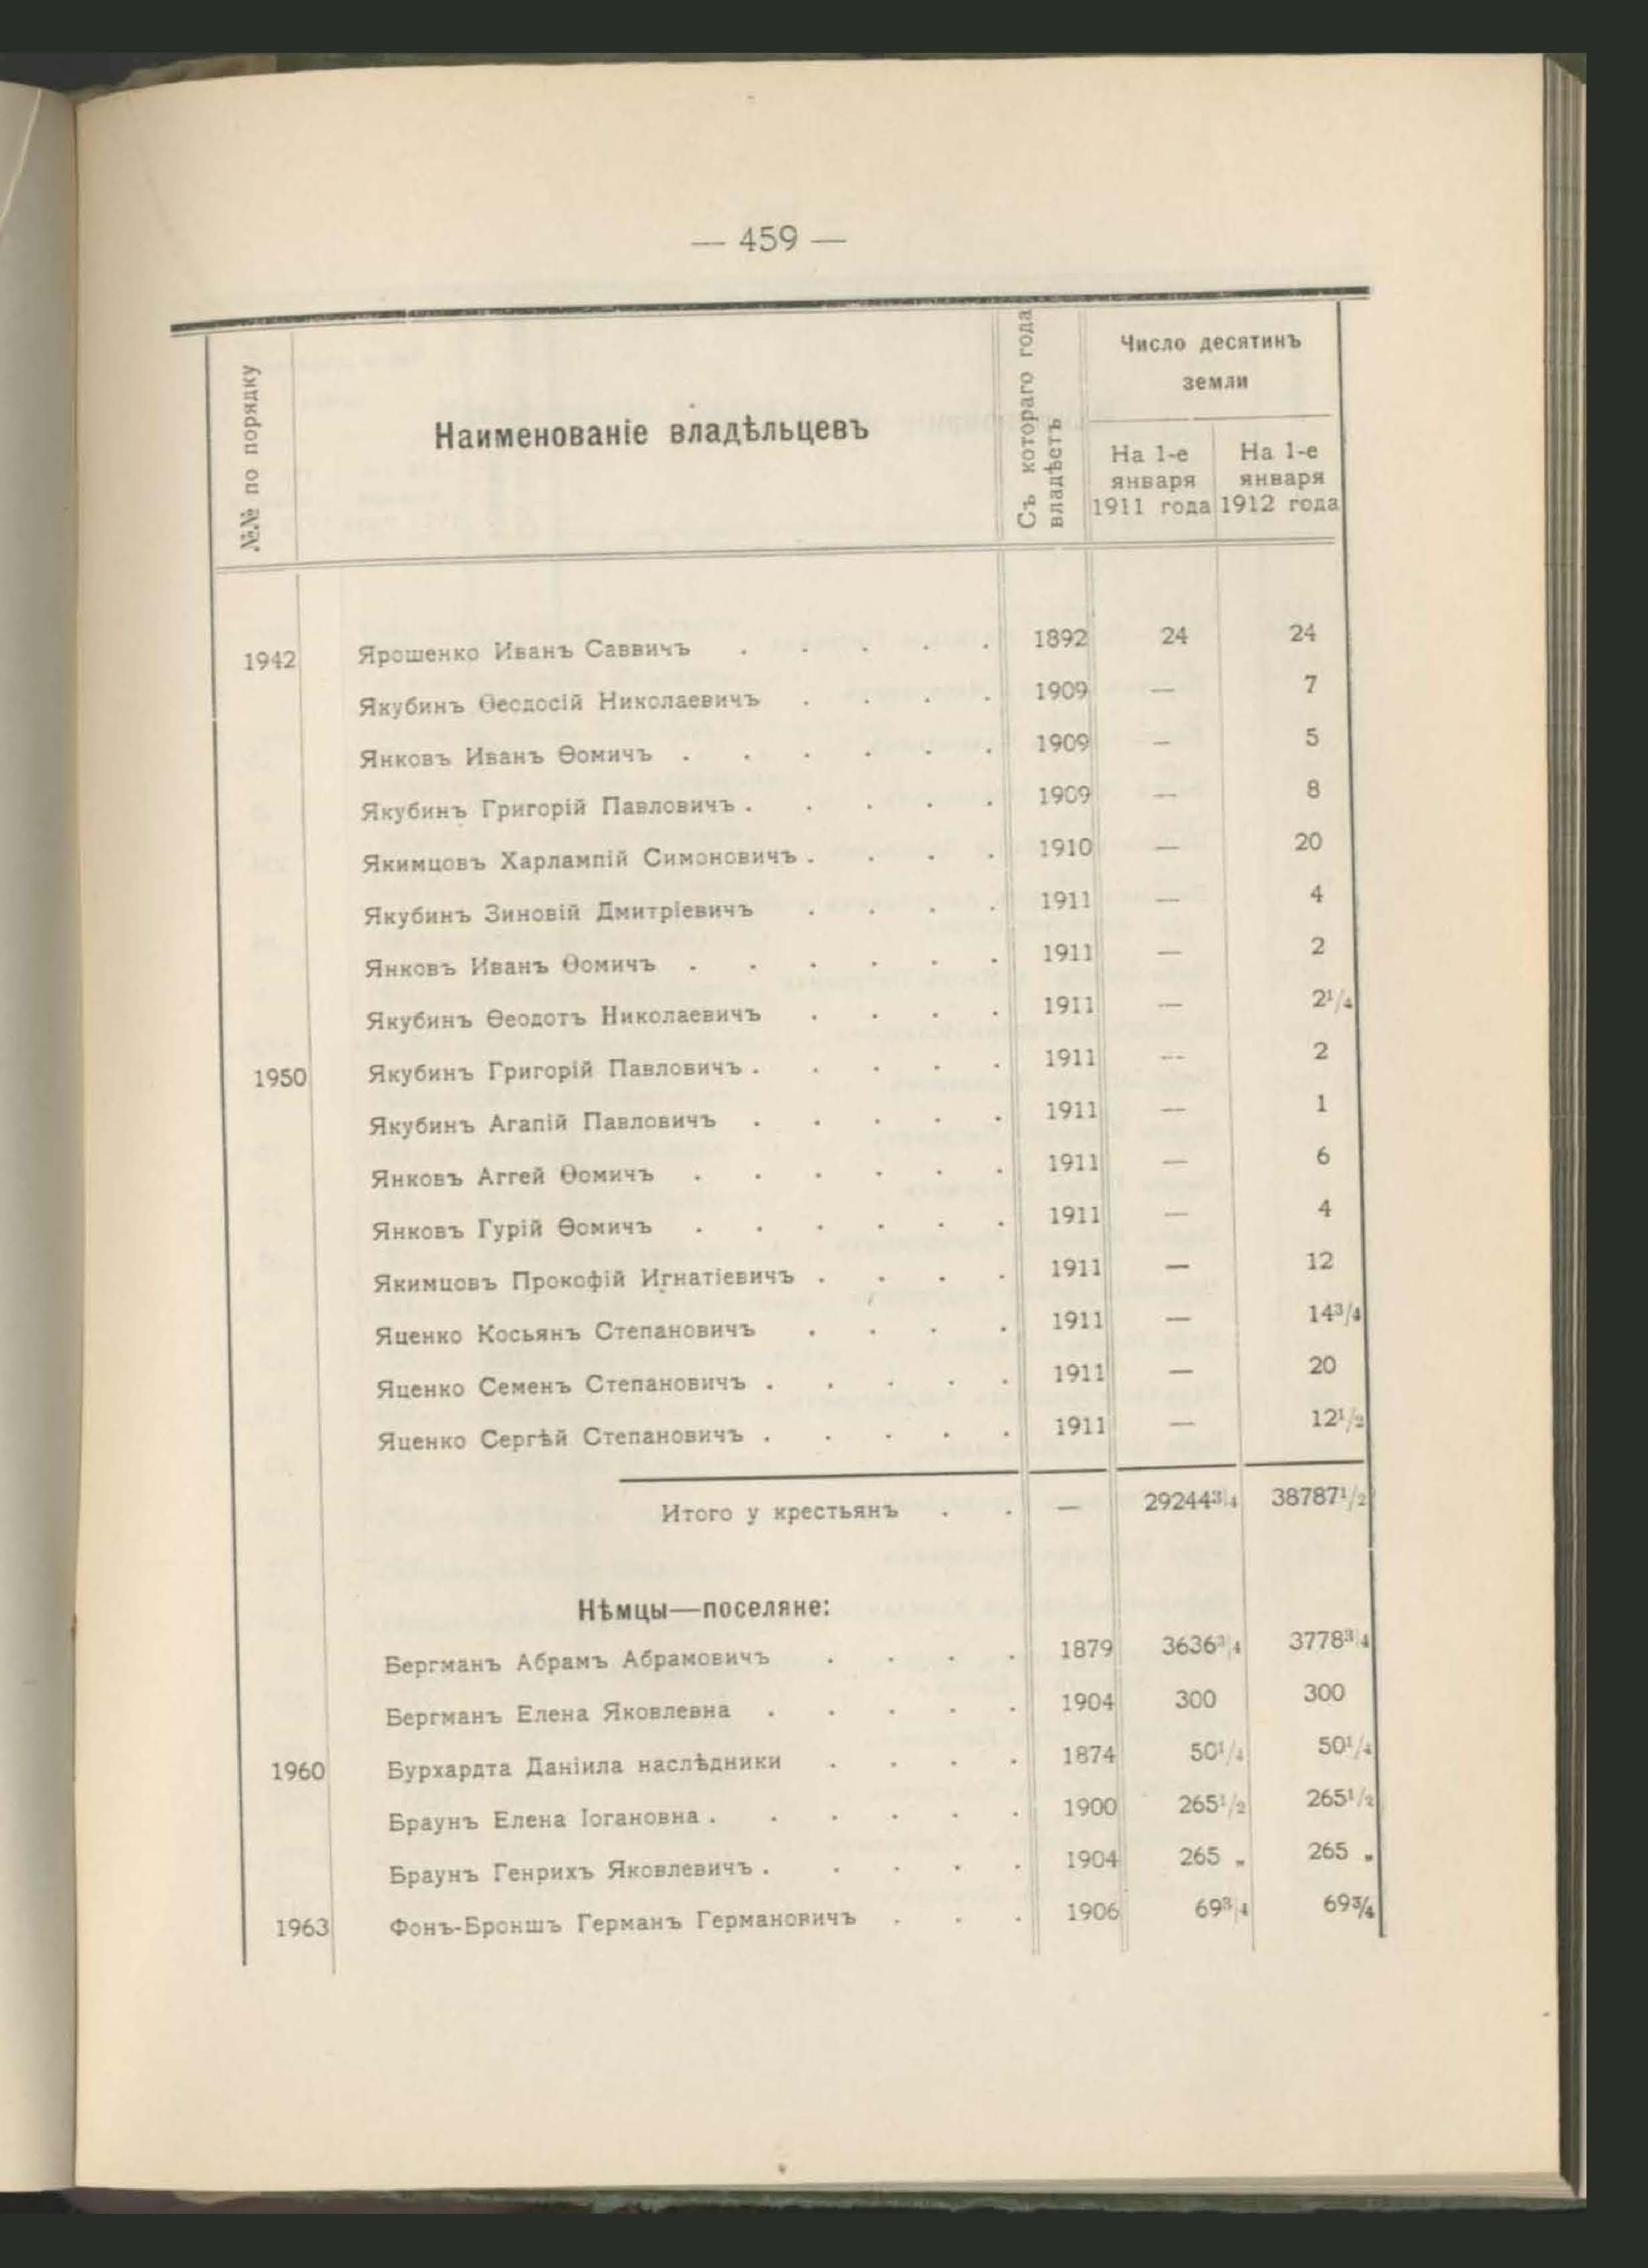 — 459 —
№№ по порядку
Наименованіе владѣльцевъ
Съ котораго года
владѣетъ
Число десятинъ
земли
На 1-е
января
1911 года
На 1-е
января
1912 года
1942 Ярошенко Иванъ Саввичъ . . . . . 1892 24 24
Якубинъ Ѳеодосій Николаевичъ . . . . 1909 — 7
Янковъ Иванъ Ѳомичъ . . . . . . 1909 — 5
Якубинъ Григорій Павловичъ . . . . . 1909 — 8
Якимцовъ Харлампій Симоновичъ . . . . 1910 — 20
Якубинъ Зиновій Дмитріевичъ . . . . 1911 — 4
Янковъ Иванъ Ѳомичъ . . . . . . 1911 — 2
Якубинъ Ѳеодотъ Николаевичъ . . . . 1911 — 2¹/₄
1950 Якубинъ Григорій Павловичъ . . . . . 1911 — 2
Якубинъ Агапій Павловичъ . . . . . 1911 — 1
Янковъ Аггей Ѳомичъ . . . . . . 1911 — 6
Янковъ Гурій Ѳомичъ . . . . . . 1911 — 4
Якимцовъ Прокофій Игнатіевичъ . . . . 1911 — 12
Яценко Косьянъ Степановичъ . . . . 1911 — 14³/₄
Яценко Семенъ Степановичъ . . . . . 1911 — 20
Яценко Сергѣй Степановичъ . . . . . 1911 — 12¹/₂
Итого у крестьянъ . . — 29244³/₄ 38787¹/₂
Нѣмцы—поселяне:
Бергманъ Абрамъ Абрамовичъ . . . . 1879 3636³/₄ 3778³/₄
Бергманъ Елена Яковлевна . . . . . 1904 300 300
1960 Бурхардта Даніила наслѣдники . . . . 1874 50¹/₄ 50¹/₄
Браунъ Елена Іогановна . . . . . . 1900 265¹/₂ 265¹/₂
Браунъ Генрихъ Яковлевичъ . . . . . 1904 265 „ 265 „
1963 Фонъ-Броншъ Германъ Германовичъ . . . 1906 69³/₄ 69¾